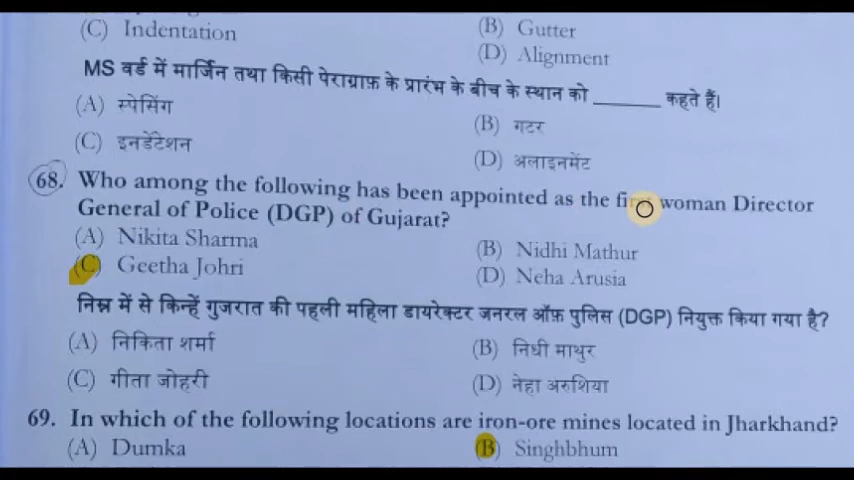 (C) Indentation (B) Gutter
(D) Alignment
MS वर्ड में मार्जिन तथा किसी पेराग्राफ़ के प्रारंभ के बीच के स्थान को ______ कहते हैं।
(A) स्पेसिंग (B) गटर
(C) इनडेंटेशन (D) अलाइनमेंट
68. Who among the following has been appointed as the woman Director
General of Police (DGP) of Gujarat?
(A) Nikita Sharma (B) Nidhi Mathur
(C) Geetha Johri (D) Neha Arusia
निम्न में से किन्हें गुजरात की पहली महिला डायरेक्टर जनरल ऑफ़ पुलिस (DGP) नियुक्त किया गया है?
(A) निकिता शर्मा (B) निधी माथुर
(C) गीता जोहरी (D) नेहा अरुशिया
69. In which of the following locations are iron-ore mines located in Jharkhand?
(A) Dumka (B) Singhbhum